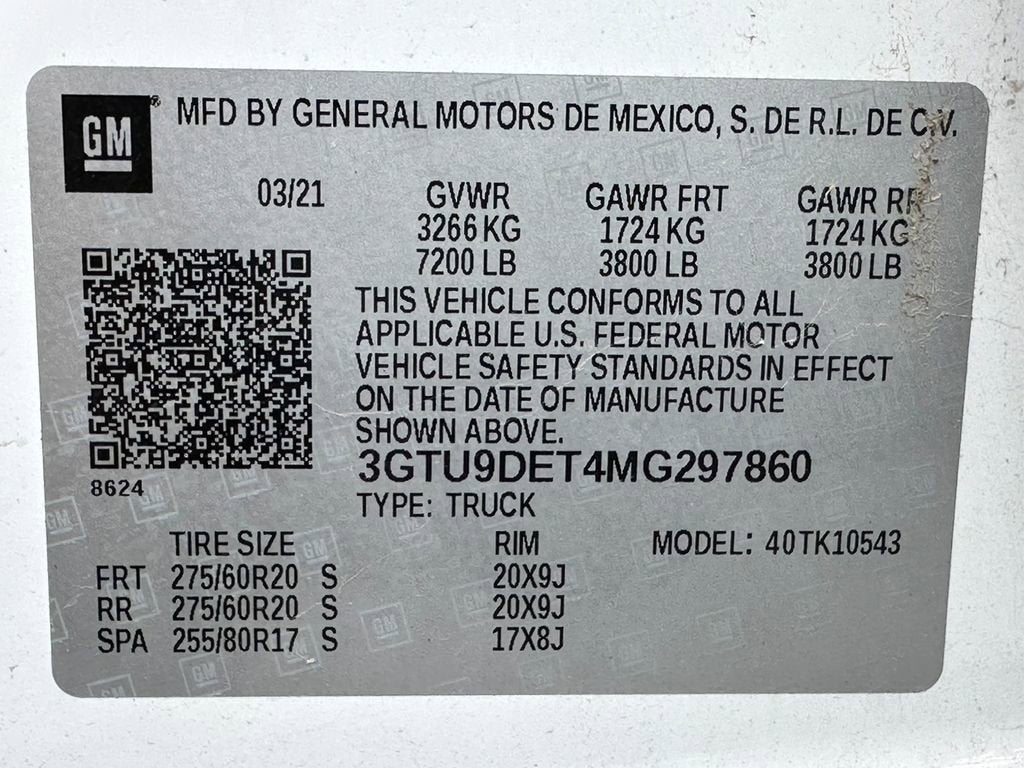 GM ® MFD BY GENERAL MOTORS DE MEXICO, S. DE R.L. DE C.V.
03/21 GVWR GAWR FRT GAWR RR
3266 KG 1724 KG 1724 KG
7200 LB 3800 LB 3800 LB
THIS VEHICLE CONFORMS TO ALL
APPLICABLE U.S. FEDERAL MOTOR
VEHICLE SAFETY STANDARDS IN EFFECT
ON THE DATE OF MANUFACTURE
SHOWN ABOVE.
3GTU9DET4MG297860
8624
TYPE: TRUCK
TIRE SIZE RIM MODEL: 40TK10543
FRT 275/60R20 S 20X9J
RR 275/60R20 S 20X9J
SPA 255/80R17 S 17X8J